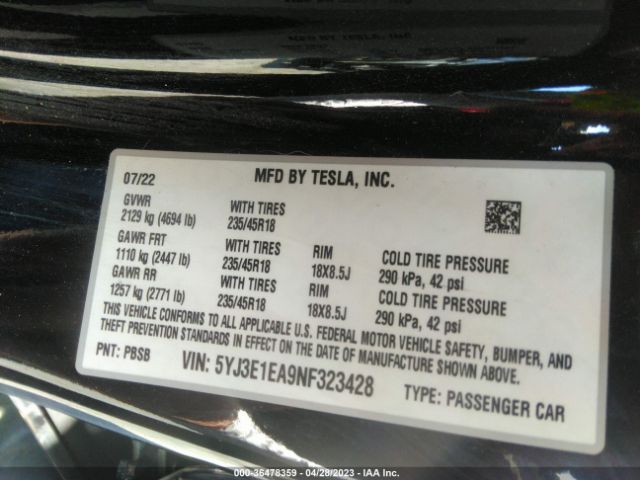 07/22 MFD BY TESLA, INC.
GVWR
2129 kg (4694 lb) WITH TIRES 235/45R18
GAWR FRT
1110 kg (2447 lb) WITH TIRES 235/45R18 RIM 18X8.5J COLD TIRE PRESSURE 290 kPa, 42 psi
GAWR RR
1257 kg (2771 lb) WITH TIRES 235/45R18 RIM 18X8.5J COLD TIRE PRESSURE 290 kPa, 42 psi
THIS VEHICLE CONFORMS TO ALL APPLICABLE U.S. FEDERAL MOTOR VEHICLE SAFETY, BUMPER, AND
THEFT PREVENTION STANDARDS IN EFFECT ON THE DATE OF MANUFACTURE SHOWN ABOVE.
PNT: PBSB VIN: 5YJ3E1EA9NF323428 TYPE: PASSENGER CAR
000-36478359 - 04/28/2023 - IAA Inc.